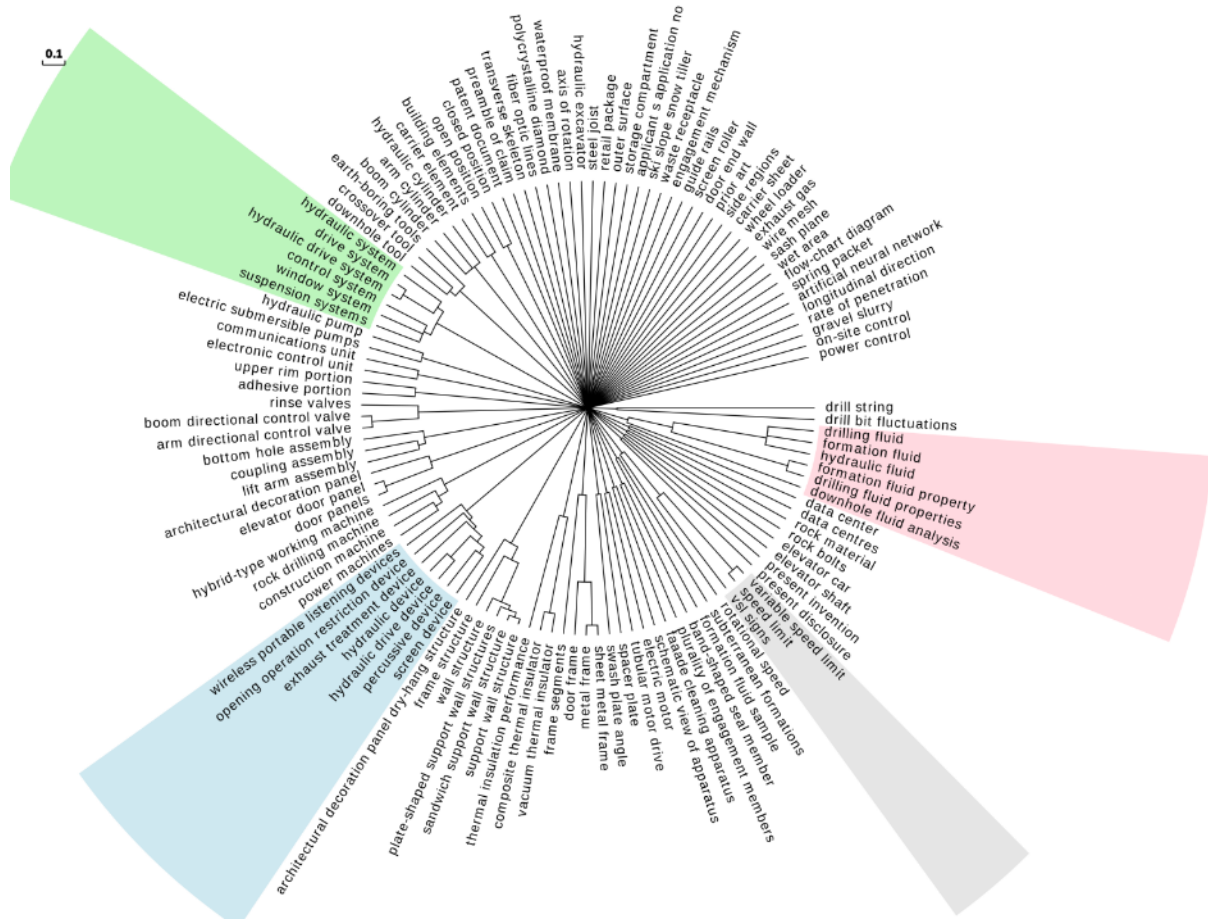 0.1
hydraulic excavator
steel joist
retail package
outer surface
storage compartment
applicant s application no
ski slope snow tiller
waste receptacle
engagement mechanism
guide rails
screen roller
door end wall
prior art
side regions
carrier sheet
wheel loader
exhaust gas
wire mesh
sash plane
wet area
flow-chart diagram
spring packet
artificial neural network
longitudinal direction
rate of penetration
gravel slurry
on-site control
power control
drill string
drill bit fluctuations
drilling fluid
formation fluid
hydraulic fluid
formation fluid property
drilling fluid properties
downhole fluid analysis
data center
data centres
rock material
rock bolts
elevator car
elevator shaft
present invention
present disclosure
variable speed limit
speed limit
vsl signs
rotational speed
subterranean formations
formation fluid sample
band-shaped seal member
plurality of engagement members
facade cleaning apparatus
schematic view of apparatus
electric motor
tubular motor drive
spacer plate
swash plate angle
sheet metal frame
metal frame
door frame
frame segments
vacuum thermal insulator
composite thermal insulator
thermal insulation performance
support wall structure
sandwich support wall structures
plate-shaped support wall structures
wall structure
frame structure
architectural decoration panel dry-hang structure
screen device
percussive device
hydraulic drive device
hydraulic device
exhaust treatment device
opening operation restriction device
wireless portable listening devices
power machines
construction machine
rock drilling machine
hybrid-type working machine
door panels
elevator door panel
architectural decoration panel
lift arm assembly
coupling assembly
bottom hole assembly
arm directional control valve
boom directional control valve
rinse valves
adhesive portion
upper rim portion
electronic control unit
communications unit
electric submersible pumps
hydraulic pump
suspension systems
window system
control system
hydraulic drive system
drive system
hydraulic system
downhole tool
crossover tool
earth-boring tools
boom cylinder
arm cylinder
hydraulic cylinder
carrier element
building elements
open position
closed position
patent document
preamble of claim
transverse skeleton
fiber optic lines
polycrystalline diamond
waterproof membrane
axis of rotation